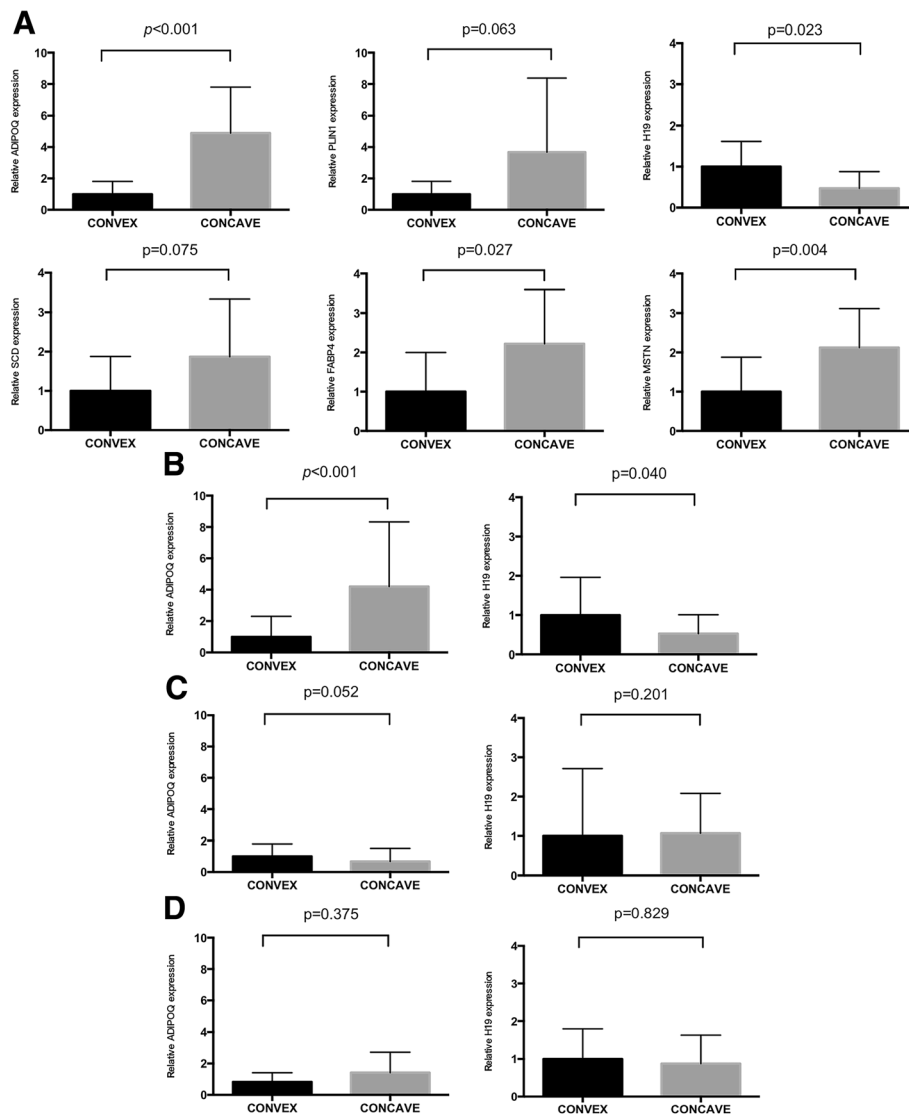 A
p<0.001
Relative ADIPOQ expression
10
8
6
4
2
0
CONVEX
CONCAVE
p=0.063
Relative PLIN1 expression
10
8
6
4
2
0
CONVEX
CONCAVE
p=0.023
Relative H19 expression
4
3
2
1
0
CONVEX
CONCAVE
p=0.075
Relative SCD expression
4
3
2
1
0
CONVEX
CONCAVE
p=0.027
Relative FABP4 expression
4
3
2
1
0
CONVEX
CONCAVE
p=0.004
Relative MSTN expression
4
3
2
1
0
CONVEX
CONCAVE
B
p<0.001
Relative ADIPOQ expression
10
8
6
4
2
0
CONVEX
CONCAVE
p=0.040
Relative H19 expression
4
3
2
1
0
CONVEX
CONCAVE
C
p=0.052
Relative ADIPOQ expression
10
8
6
4
2
0
CONVEX
CONCAVE
p=0.201
Relative H19 expression
4
3
2
1
0
CONVEX
CONCAVE
D
p=0.375
Relative ADIPOQ expression
10
8
6
4
2
0
CONVEX
CONCAVE
p=0.829
Relative H19 expression
4
3
2
1
0
CONVEX
CONCAVE